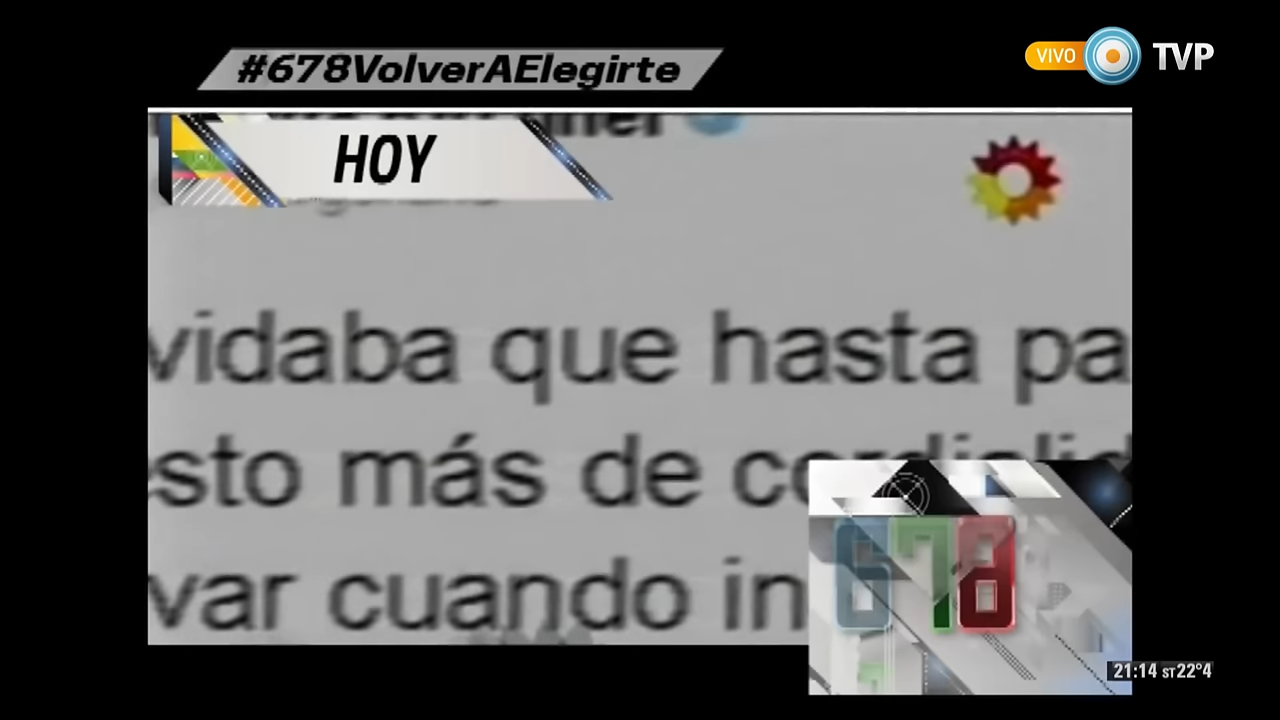 #678VolverAElegirte
VIVO TVP
HOY
vidaba que hasta pa
sto más de
var cuando in
678
21:14 ST 22°4